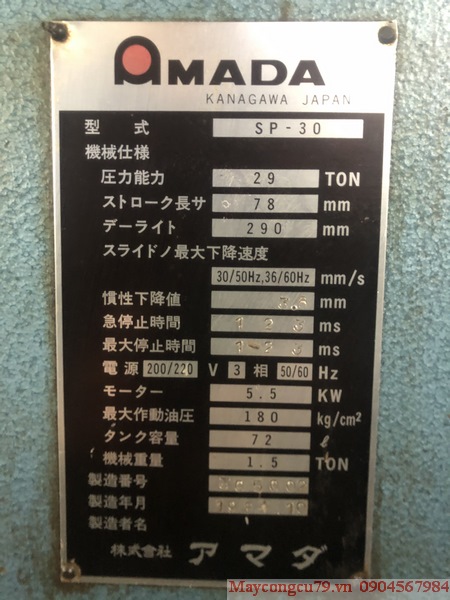 AMADA
KANAGAWA JAPAN
型式 SP-30
機械仕様
圧力能力 29 TON
ストローク長サ 78 mm
デーライト 290 mm
スライドノ最大下降速度
30/50Hz,36/60Hz mm/s
慣性下降値 mm
急停止時間 ms
最大停止時間 ms
電源 200/220 V 3 相 50/60 Hz
モーター 5.5 KW
最大作動油圧 180 kg/cm²
タンク容量 72 ℓ
機械重量 1.5 TON
製造番号
製造年月
製造者名
株式會社 アマダ
Maycongcu79.vn 0904567984